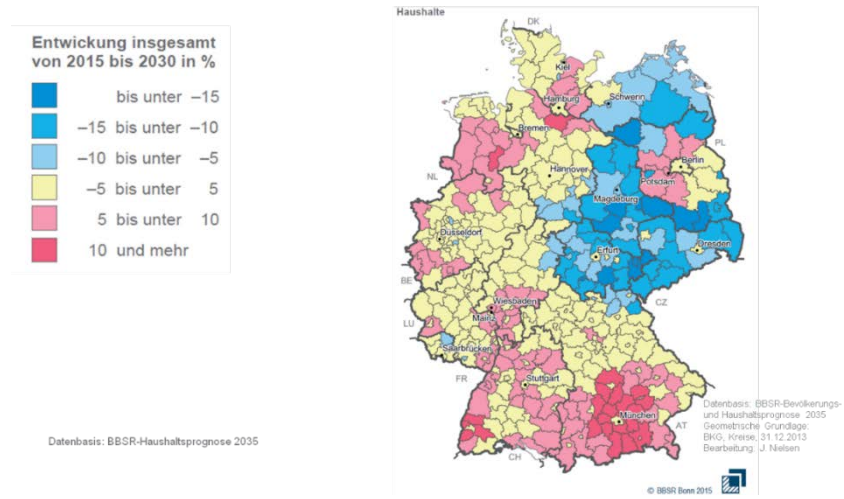 Entwickung insgesamt
von 2015 bis 2030 in %
bis unter –15
–15 bis unter –10
–10 bis unter –5
–5 bis unter 5
5 bis unter 10
10 und mehr
Datenbasis: BBSR-Haushaltsprognose 2035
Haushalte
DK
Kiel
Hamburg
Schwerin
Bremen
PL
Berlin
NL
Hannover
Potsdam
Magdeburg
Düsseldorf
Erfurt
Dresden
BE
Wiesbaden
CZ
Mainz
LU
Saarbrücken
FR
Stuttgart
München
AT
CH
Datenbasis: BBSR-Bevölkerungs-
und Haushaltsprognose 2035
Geometrische Grundlage:
BKG, Kreise, 31.12.2013
Bearbeitung: J. Nielsen
© BBSR Bonn 2015